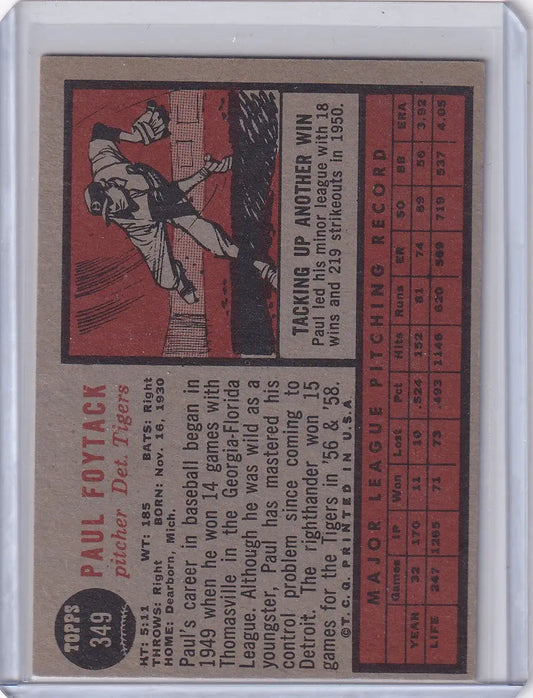 TOPPS
349
PAUL FOYTACK
pitcher Det. Tigers
HT: 5:11 WT: 185 BATS: Right
THROWS: Right BORN: Nov. 16, 1930
HOME: Dearborn, Mich.
Paul's career in baseball began in
1949 when he won 14 games with
Thomasville in the Georgia-Florida
League. Although he was wild as a
youngster, Paul has mastered his
control problem since coming to
Detroit. The righthander won 15
games for the Tigers in '56 & '58.
©T.C.G. PRINTED IN U.S.A.
TACKING UP ANOTHER WIN
Paul led his minor league with 18
wins and 219 strikeouts in 1950.
MAJOR LEAGUE PITCHING RECORD
Games IP Won Lost Pct Hits Runs ER SO BB ERA
YEAR 32 170 11 10 .524 152 81 74 89 56 3.92
LIFE 247 1265 71 73 .493 1146 620 569 719 537 4.05